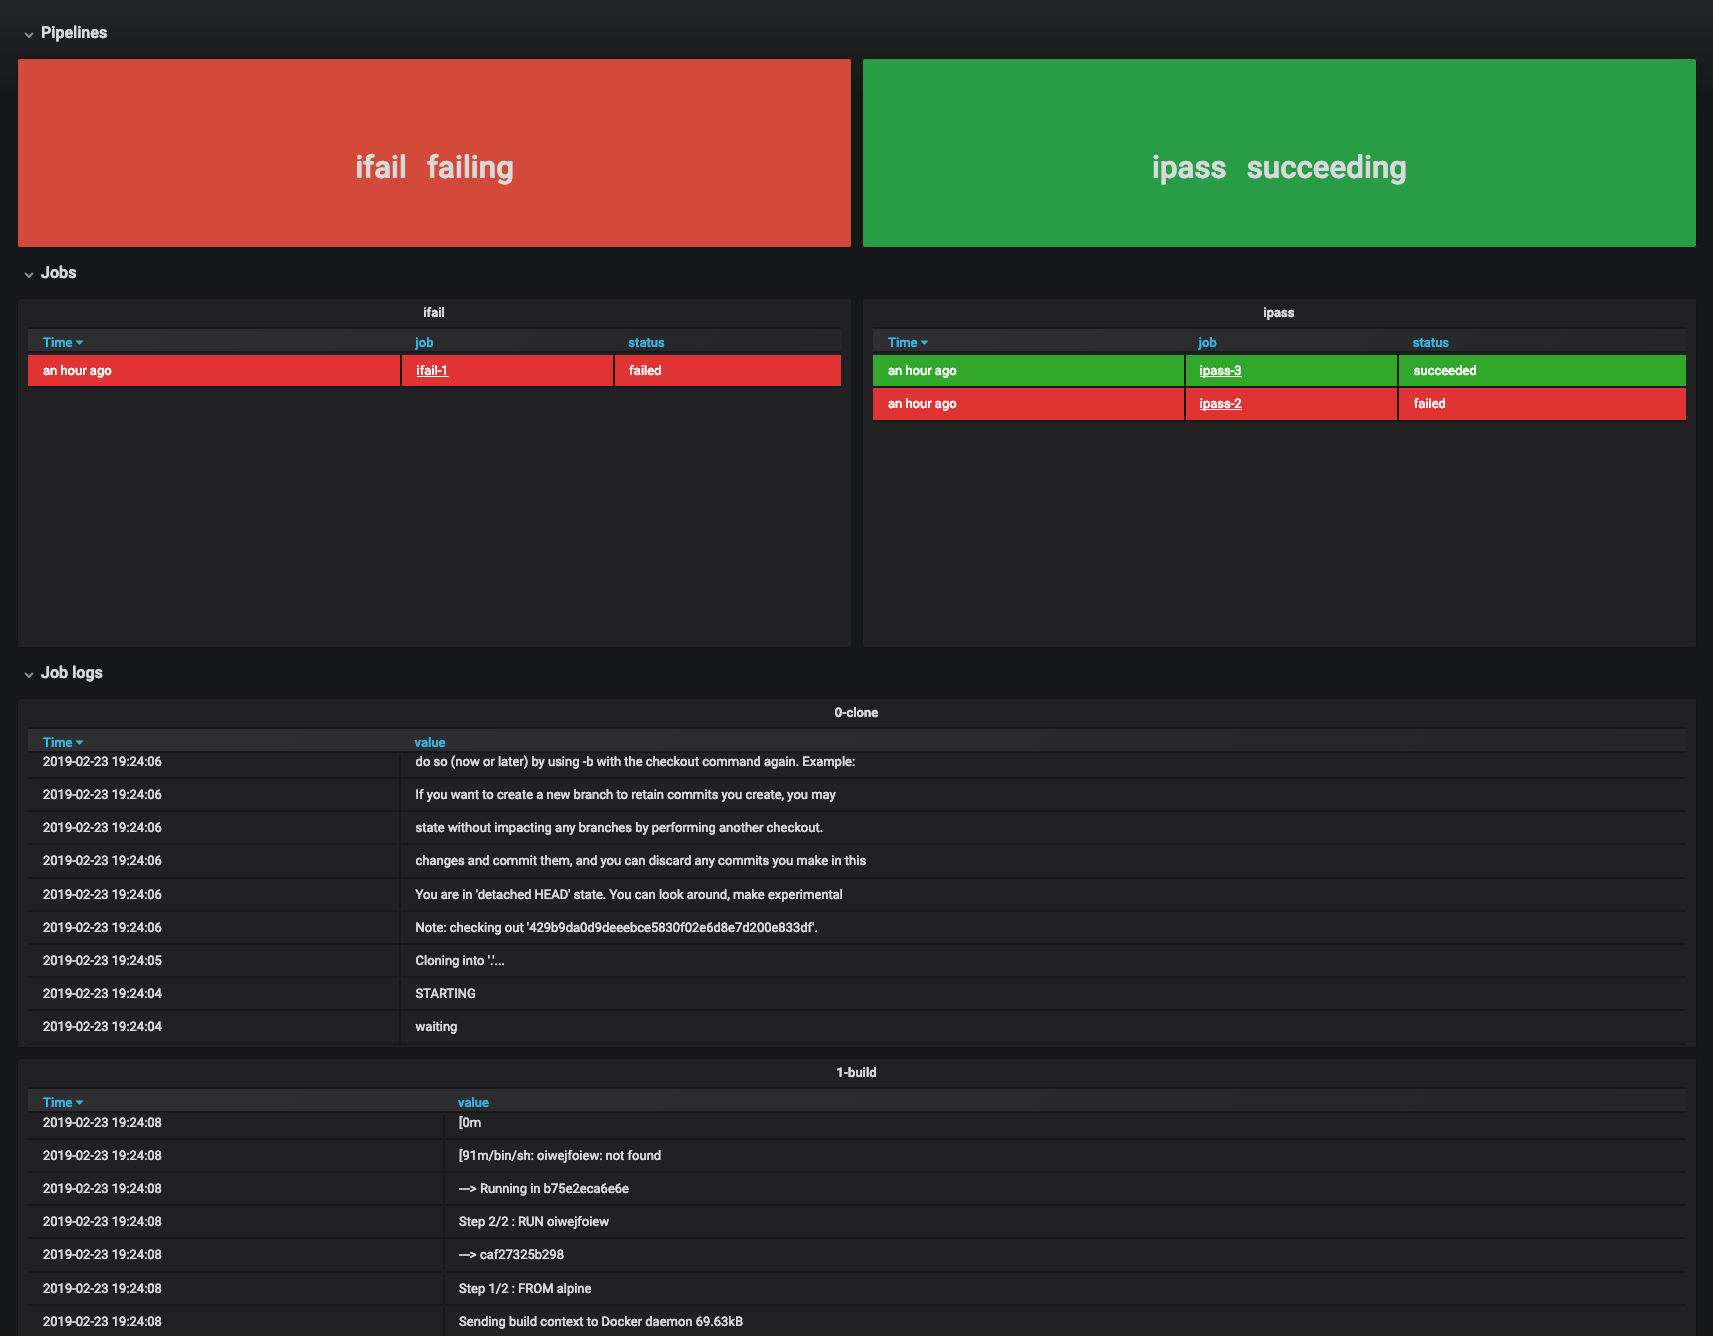 Pipelines
ifail failing
ipass succeeding
Jobs
ifail
Time job status
an hour ago ifail-1 failed
ipass
Time job status
an hour ago ipass-3 succeeded
an hour ago ipass-2 failed
Job logs
0-clone
Time value
2019-02-23 19:24:06 do so (now or later) by using -b with the checkout command again. Example:
2019-02-23 19:24:06 If you want to create a new branch to retain commits you create, you may
2019-02-23 19:24:06 state without impacting any branches by performing another checkout.
2019-02-23 19:24:06 changes and commit them, and you can discard any commits you make in this
2019-02-23 19:24:06 You are in 'detached HEAD' state. You can look around, make experimental
2019-02-23 19:24:06 Note: checking out '429b9da0d9deeebce5830f02e6d8e7d200e833df'.
2019-02-23 19:24:05 Cloning into '.'...
2019-02-23 19:24:04 STARTING
2019-02-23 19:24:04 waiting
1-build
Time value
2019-02-23 19:24:08 [0m
2019-02-23 19:24:08 [91m/bin/sh: oiwejfoiew: not found
2019-02-23 19:24:08 ---> Running in b75e2eca6e6e
2019-02-23 19:24:08 Step 2/2 : RUN oiwejfoiew
2019-02-23 19:24:08 ---> caf27325b298
2019-02-23 19:24:08 Step 1/2 : FROM alpine
2019-02-23 19:24:08 Sending build context to Docker daemon 69.63kB